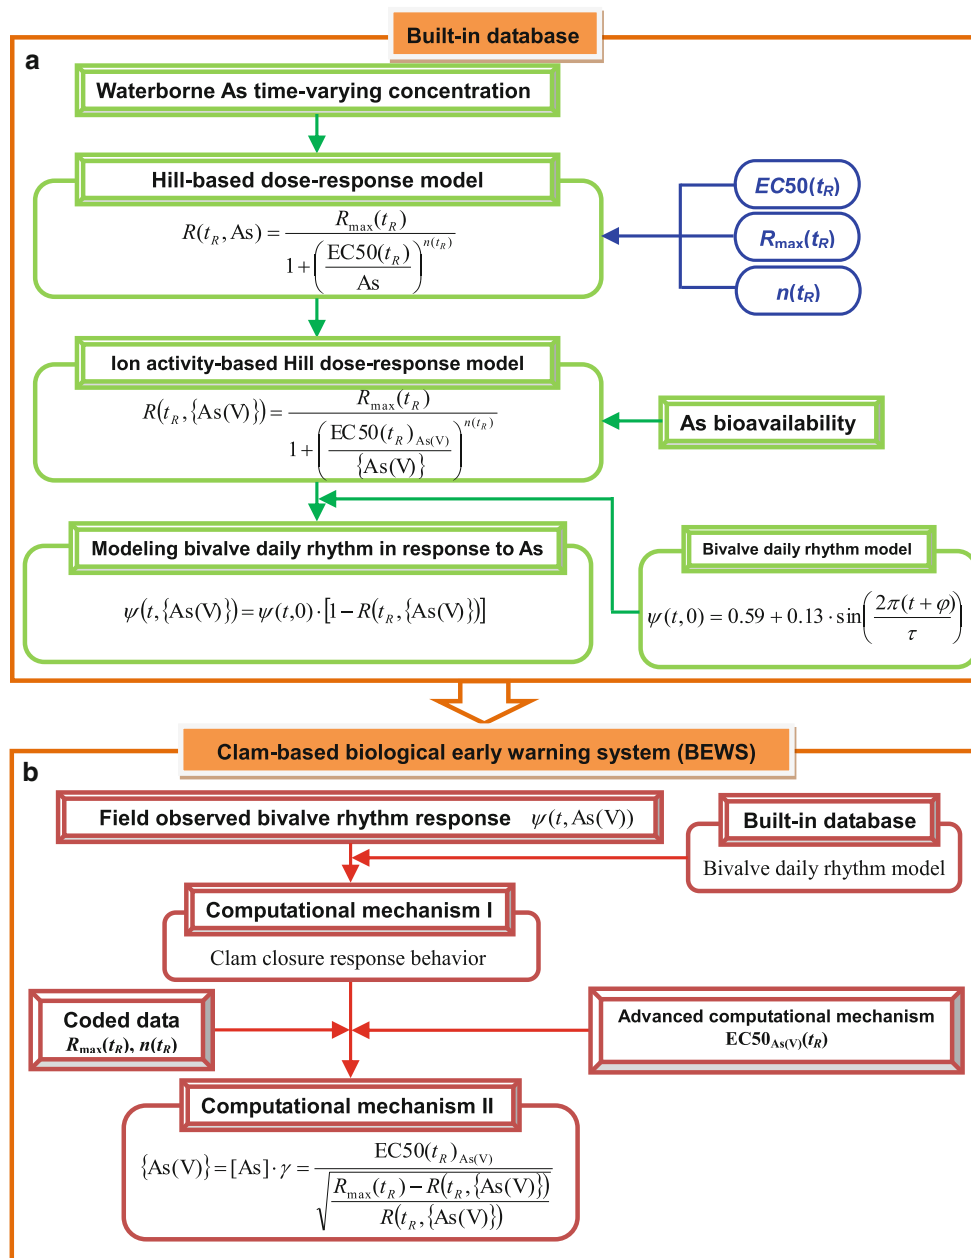 Built-in database
a
Waterborne As time-varying concentration
Hill-based dose-response model
R(t_R, As) = R_max(t_R) / (1 + (EC50(t_R) / As)^{n(t_R)})
EC50(t_R)
R_max(t_R)
n(t_R)
Ion activity-based Hill dose-response model
R(t_R, {As(V)}) = R_max(t_R) / (1 + (EC50(t_R)_{As(V)} / {As(V)})^{n(t_R)})
As bioavailability
Modeling bivalve daily rhythm in response to As
ψ(t, {As(V)}) = ψ(t,0) · [1 − R(t_R, {As(V)})]
Bivalve daily rhythm model
ψ(t,0) = 0.59 + 0.13 · sin(2π(t + φ) / τ)
Clam-based biological early warning system (BEWS)
b
Field observed bivalve rhythm response ψ(t, As(V))
Built-in database
Bivalve daily rhythm model
Computational mechanism I
Clam closure response behavior
Coded data
R_max(t_R), n(t_R)
Advanced computational mechanism
EC50_{As(V)}(t_R)
Computational mechanism II
{As(V)} = [As] · γ = EC50(t_R)_{As(V)} / √((R_max(t_R) − R(t_R, {As(V)})) / R(t_R, {As(V)}))